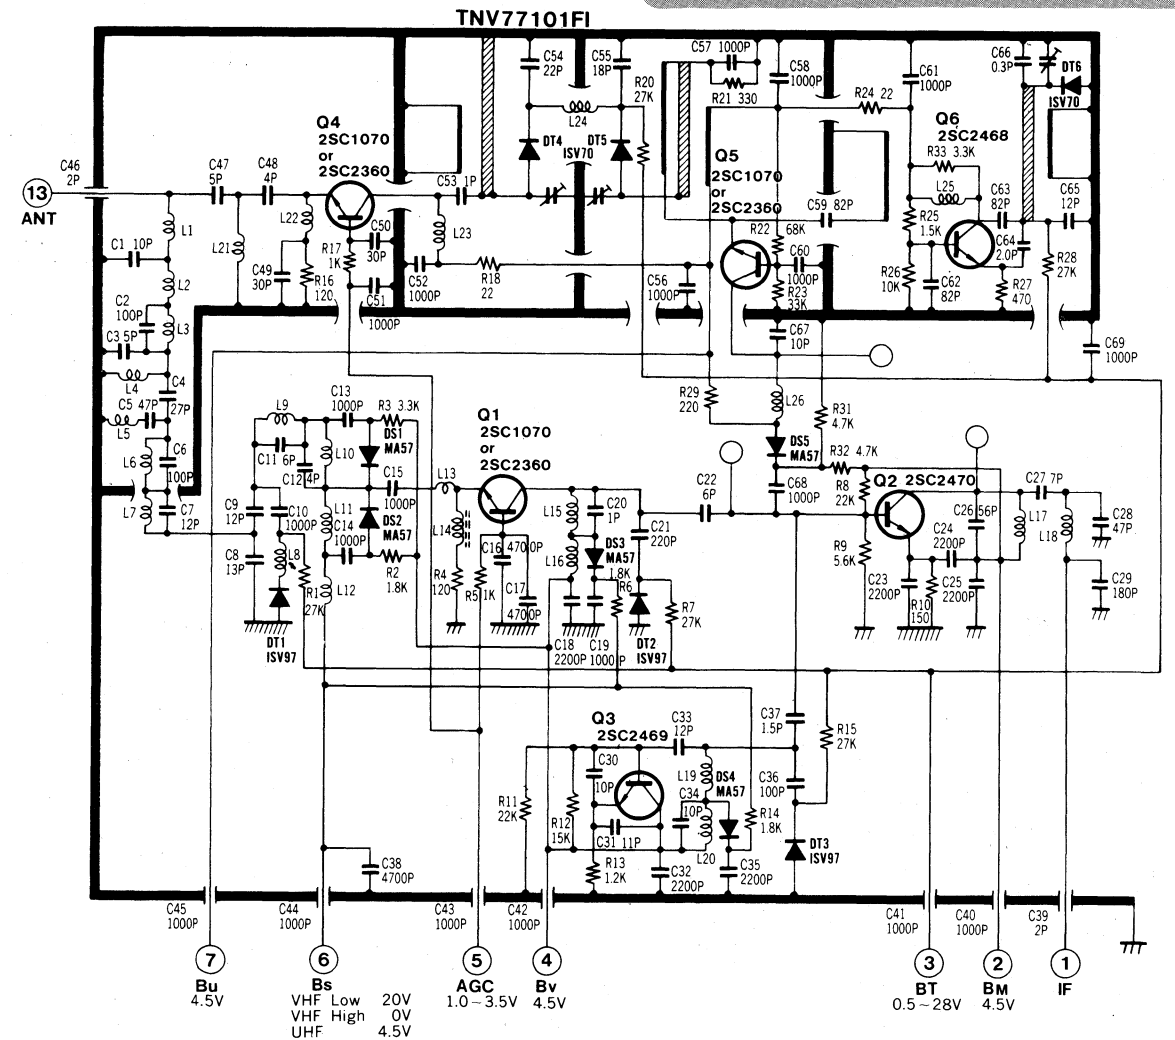 TNV77101FI
C46
2P
13
ANT
C47
5P
C48
4P
Q4
2SC1070
or
2SC2360
C53 1P
C54
22P
C55
18P
L24
DT4
DT5
ISV70
R20
27K
C57 1000P
R21 330
C58
1000P
R24 22
C61
1000P
C66
0.3P
DT6
ISV70
Q6
2SC2468
R33 3.3K
L25
C63
82P
C65
12P
Q5
2SC1070
or
2SC2360
C59 82P
R22
68K
C60
1000P
R23
33K
R25
1.5K
R26
10K
C62
82P
C64
2.0P
R27
470
R28
27K
L1
C1 10P
L2
C2
100P
L3
C3 5P
L4
C4
27P
C5 47P
L5
L6
C6
100P
L7
C7
12P
L21
L22
C49
30P
R16
120
R17
1K
C50
30P
C51
1000P
C52
1000P
L23
R18
22
C56
1000P
C67
10P
C69
1000P
R29
220
L26
R31
4.7K
DS5
MA57
R32 4.7K
C68
1000P
R8
22K
Q2 2SC2470
C27 7P
C26 56P
L17
L18
C28
47P
C29
180P
C22
6P
R9
5.6K
C23
2200P
C24
2200P
R10
150
C25
2200P
L9
C13
1000P
R3 3.3K
C11 6P
C12 4P
L10
DS1
MA57
C15
1000P
L13
Q1
2SC1070
or
2SC2360
C9
12P
C10
1000P
L11
C14
1000P
DS2
MA57
R2
1.8K
C8
13P
L8
R1
27K
L12
DT1
ISV97
L14
R4
120
R5 1K
C16 4700P
C17
4700P
L15
L16
C20
1P
DS3
MA57
1.8K
R6
C18
2200P
C19
1000P
C21
220P
DT2
ISV97
R7
27K
Q3
2SC2469
C33
12P
C30
10P
R11
22K
R12
15K
C31 11P
R13
1.2K
C32
2200P
C34
10P
L19
L20
DS4
MA57
C35
2200P
R14
1.8K
C37
1.5P
C36
100P
DT3
ISV97
R15
27K
C38
4700P
C45
1000P
C44
1000P
C43
1000P
C42
1000P
C41
1000P
C40
1000P
C39
2P
7
Bu
4.5V
6
Bs
VHF Low 20V
VHF High 0V
UHF 4.5V
5
AGC
1.0~3.5V
4
Bv
4.5V
3
BT
0.5~28V
2
BM
4.5V
1
IF